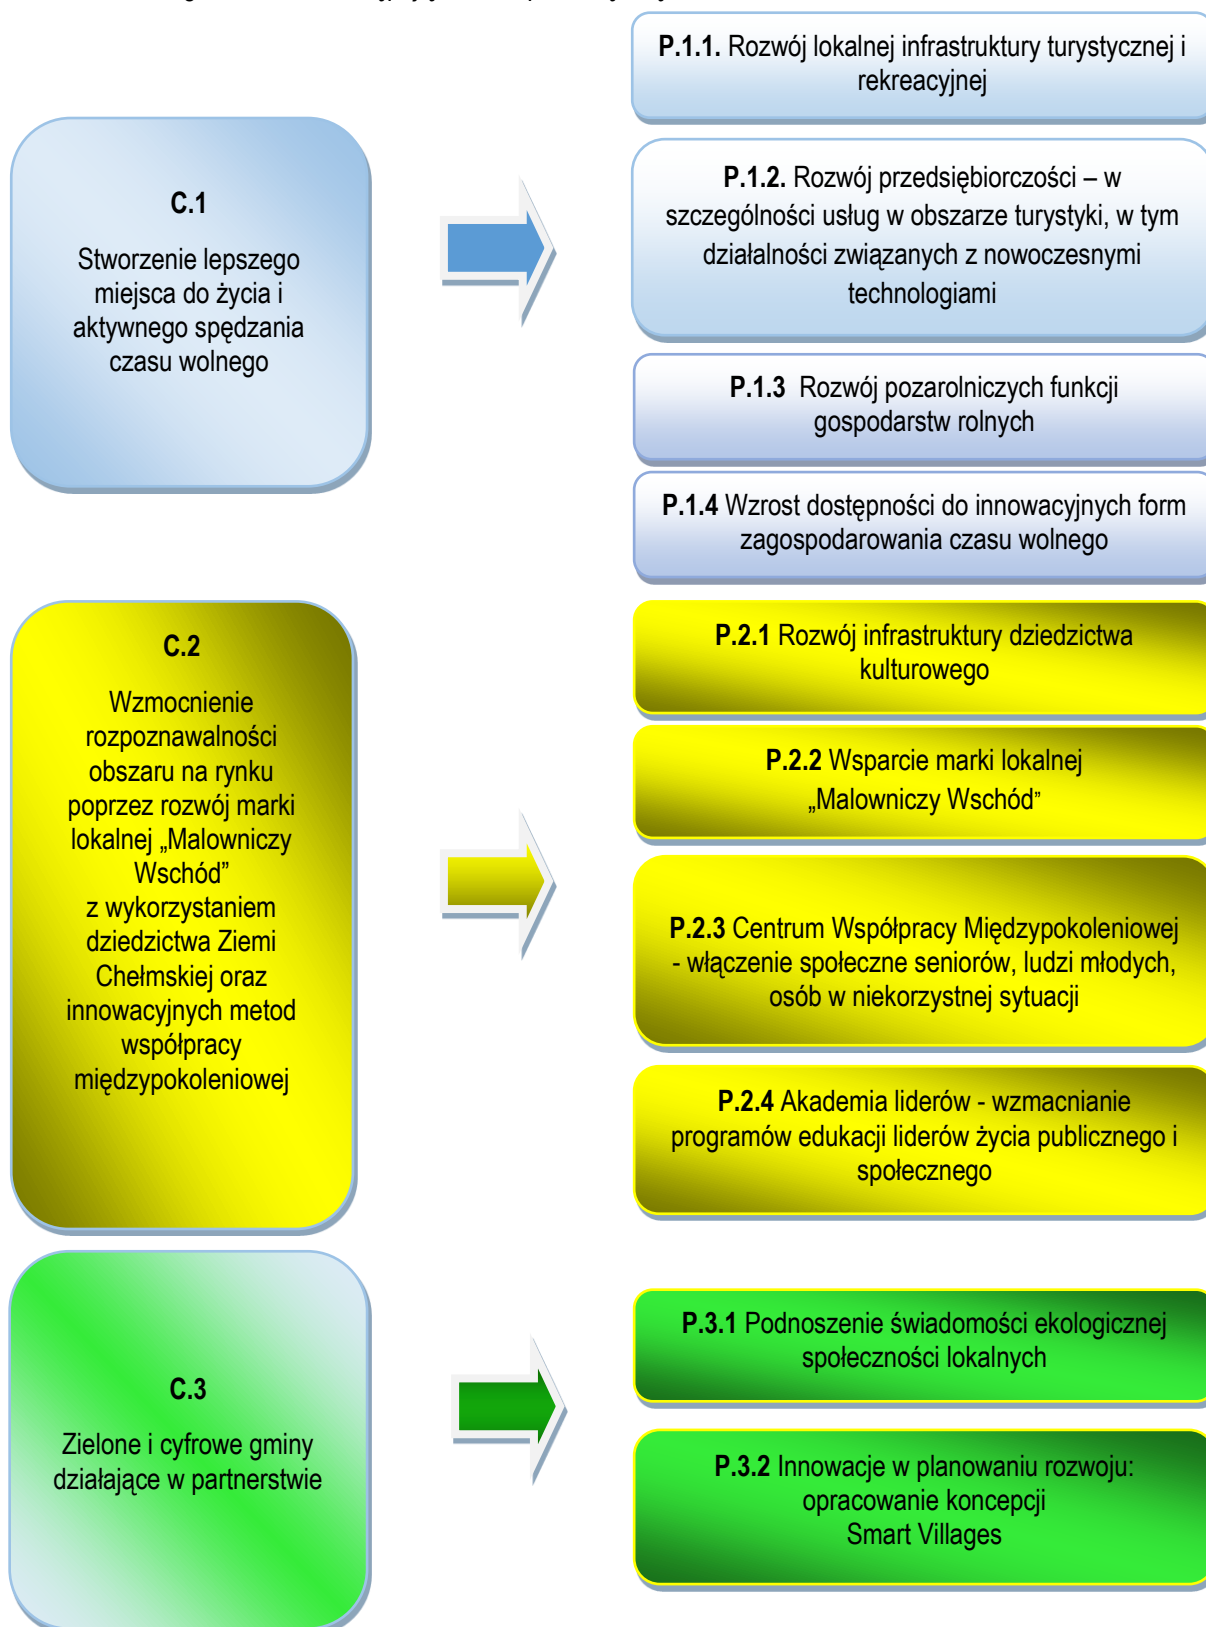 P.1.1. Rozwój lokalnej infrastruktury turystycznej i
rekreacyjnej
C.1
Stworzenie lepszego
miejsca do życia i
aktywnego spędzania
czasu wolnego
P.1.2. Rozwój przedsiębiorczości – w
szczególności usług w obszarze turystyki, w tym
działalności związanych z nowoczesnymi
technologiami
P.1.3 Rozwój pozarolniczych funkcji
gospodarstw rolnych
P.1.4 Wzrost dostępności do innowacyjnych form
zagospodarowania czasu wolnego
C.2
Wzmocnienie
rozpoznawalności
obszaru na rynku
poprzez rozwój marki
lokalnej „Malowniczy
Wschód”
z wykorzystaniem
dziedzictwa Ziemi
Chełmskiej oraz
innowacyjnych metod
współpracy
międzypokoleniowej
P.2.1 Rozwój infrastruktury dziedzictwa
kulturowego
P.2.2 Wsparcie marki lokalnej
„Malowniczy Wschód”
P.2.3 Centrum Współpracy Międzypokoleniowej
- włączenie społeczne seniorów, ludzi młodych,
osób w niekorzystnej sytuacji
P.2.4 Akademia liderów - wzmacnianie
programów edukacji liderów życia publicznego i
społecznego
C.3
Zielone i cyfrowe gminy
działające w partnerstwie
P.3.1 Podnoszenie świadomości ekologicznej
społeczności lokalnych
P.3.2 Innowacje w planowaniu rozwoju:
opracowanie koncepcji
Smart Villages